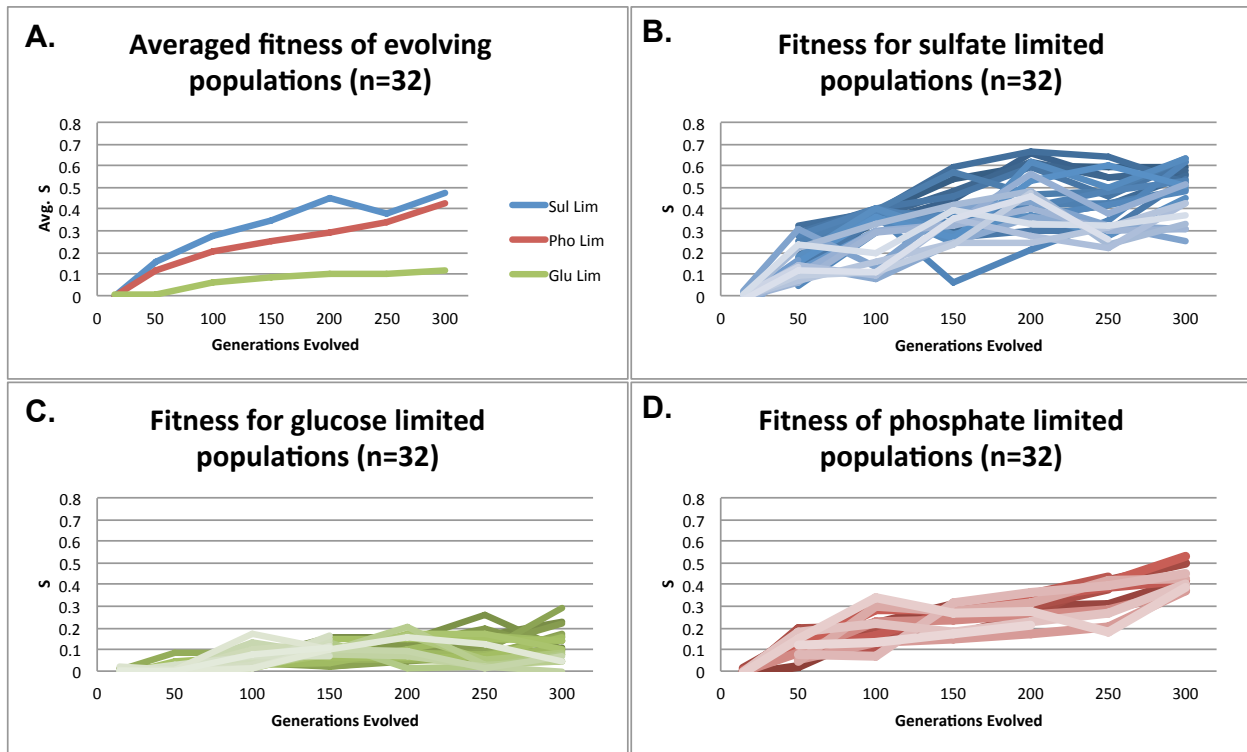 A.
Averaged fitness of evolving
populations (n=32)
0.8
0.7
0.6
0.5
0.4
0.3
0.2
0.1
0
Avg. S
0 50 100 150 200 250 300
Generations Evolved
Sul Lim
Pho Lim
Glu Lim
B.
Fitness for sulfate limited
populations (n=32)
0.8
0.7
0.6
0.5
0.4
0.3
0.2
0.1
0
S
0 50 100 150 200 250 300
Generations Evolved
C.
Fitness for glucose limited
populations (n=32)
0.8
0.7
0.6
0.5
0.4
0.3
0.2
0.1
0
S
0 50 100 150 200 250 300
Generations Evolved
D.
Fitness of phosphate limited
populations (n=32)
0.8
0.7
0.6
0.5
0.4
0.3
0.2
0.1
0
S
0 50 100 150 200 250 300
Generations Evolved